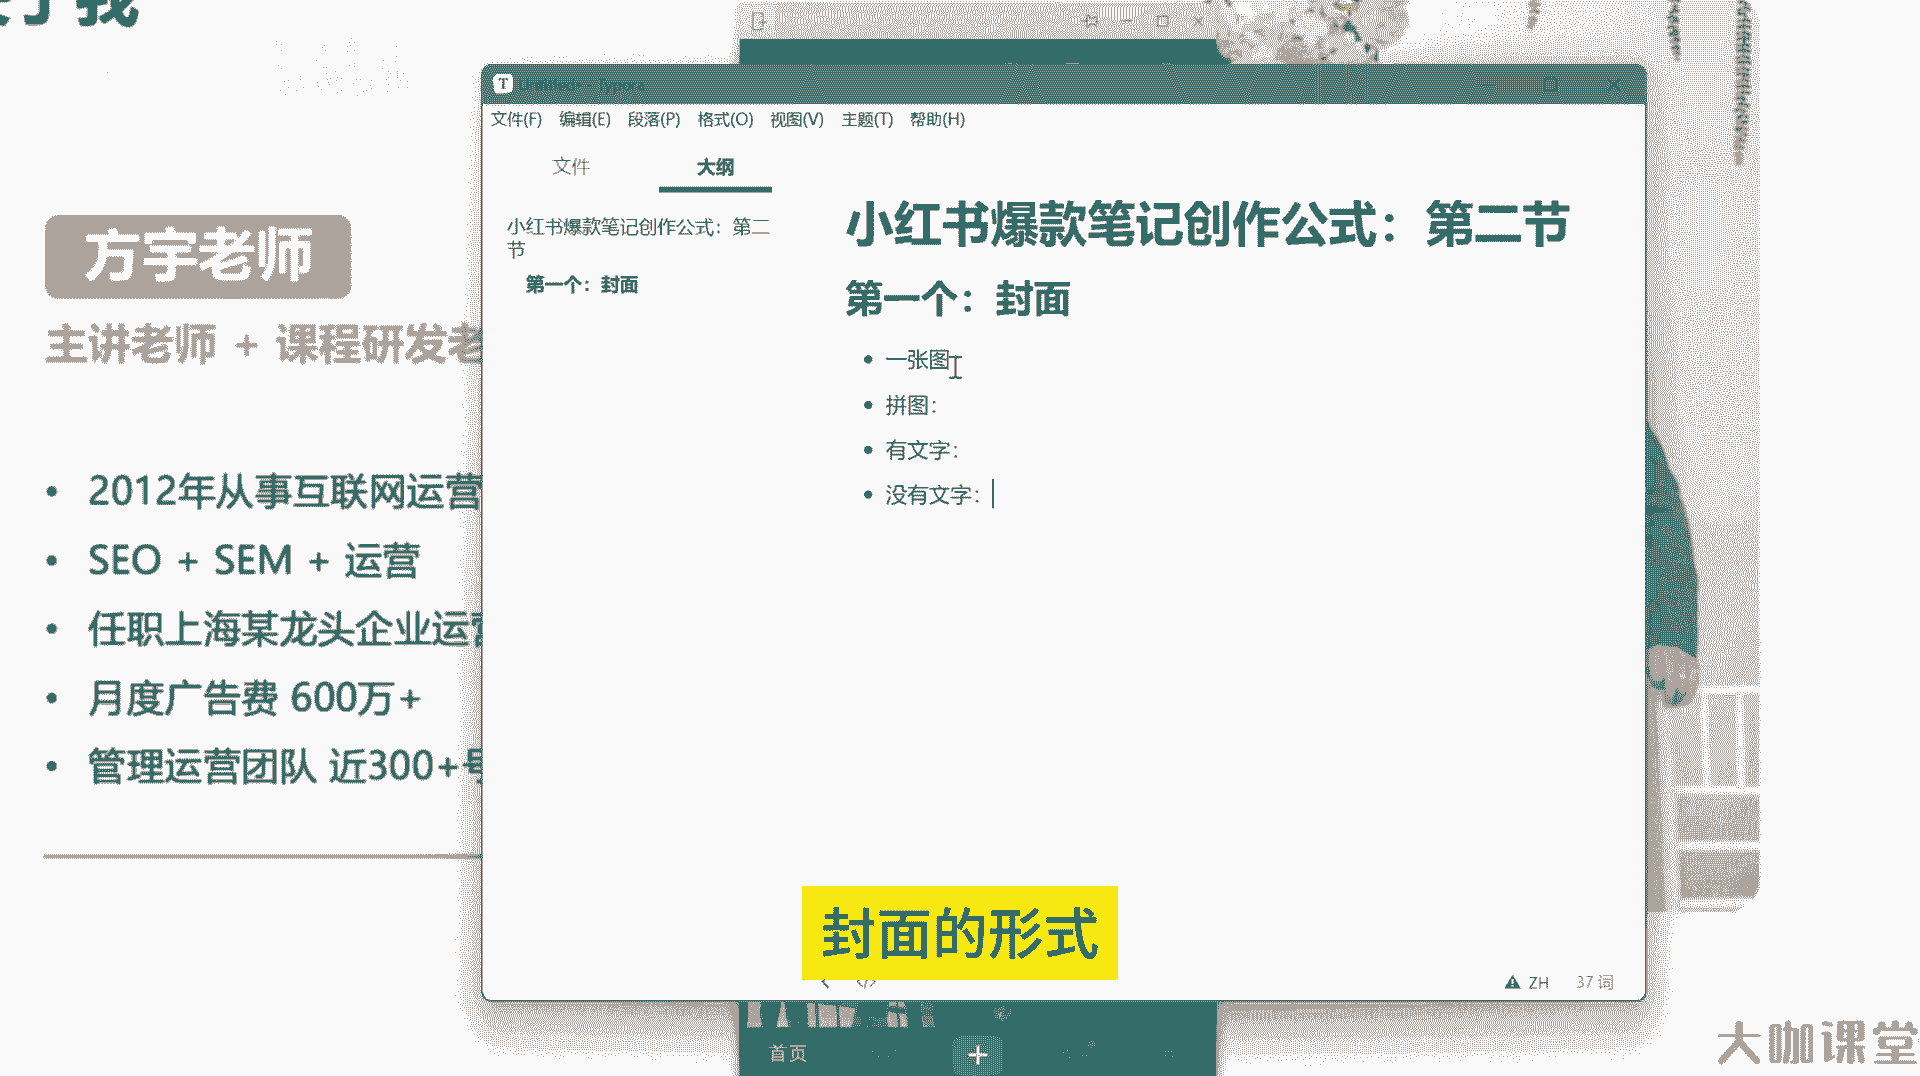 方宇老师
主讲老师 + 课程研发老
• 2012年从事互联网运营
• SEO + SEM + 运营
• 任职上海某龙头企业运营
• 月度广告费 600万+
• 管理运营团队 近300+号
Untitled• - Typora
文件(F) 编辑(E) 段落(P) 格式(O) 视图(V) 主题(T) 帮助(H)
文件 大纲
小红书爆款笔记创作公式：第二
节
第一个：封面
小红书爆款笔记创作公式：第二节
第一个：封面
• 一张图
• 拼图：
• 有文字：
• 没有文字：
封面的形式
ZH 37 词
首页
大咖课堂